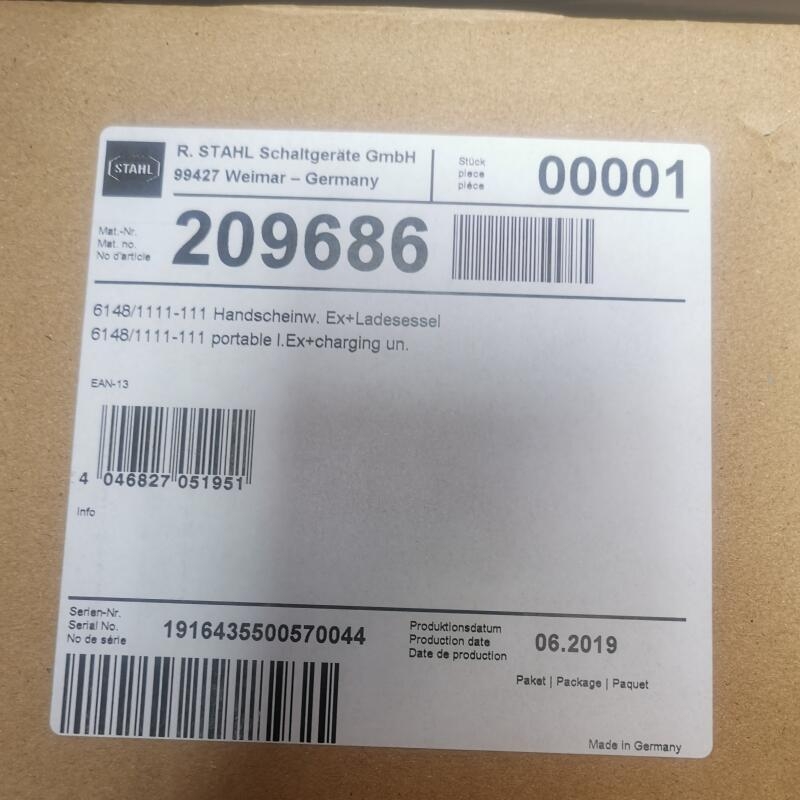 STAHL
R. STAHL Schaltgeräte GmbH
99427 Weimar – Germany
Stück
piece
pièce
00001
Mat.-Nr.
Mat. no.
No d'article
209686
6148/1111-111 Handscheinw. Ex+Ladesessel
6148/1111-111 portable l.Ex+charging un.
EAN-13
4 046827 051951
Info
Serien-Nr.
Serial No.
No de série
1916435500570044
Produktionsdatum
Production date
Date de production
06.2019
Paket | Package | Paquet
Made in Germany